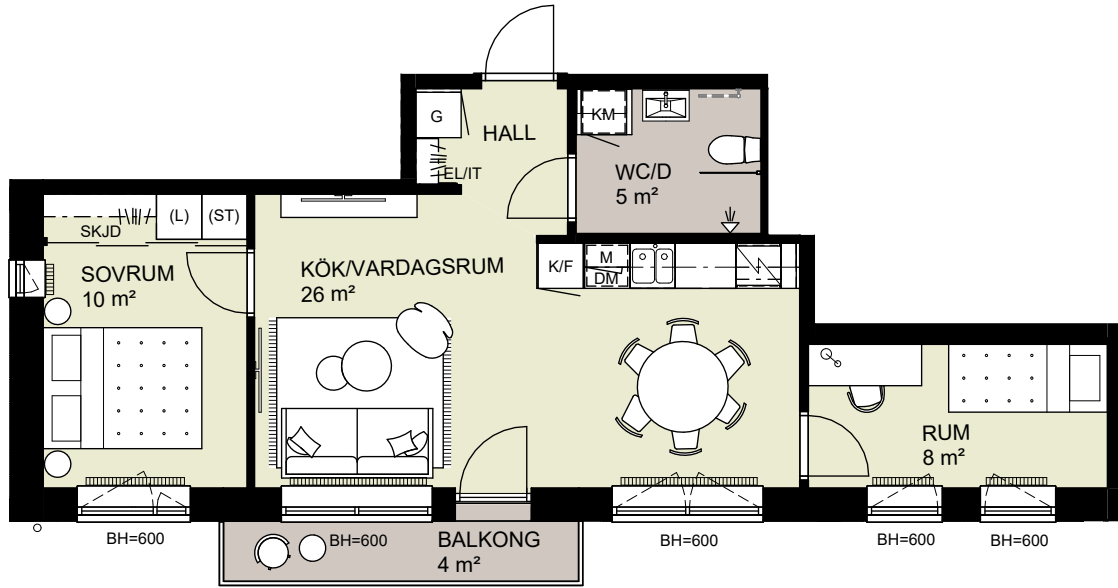 G
HALL
KM
EL/IT
WC/D
5 m²
(L)
(ST)
SKJD
SOVRUM
10 m²
KÖK/VARDAGSRUM
26 m²
K/F
M
DM
RUM
8 m²
BH=600
BH=600
BALKONG
4 m²
BH=600
BH=600
BH=600